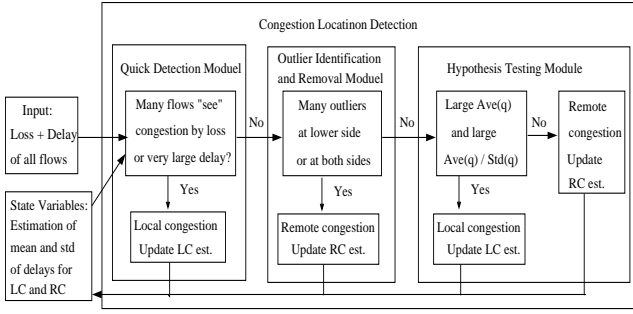 Congestion Locatinon Detection
Quick Detection Moduel
Outlier Identification
and Removal Moduel
Hypothesis Testing Module
Input:
Loss + Delay
of all flows
Many flows "see"
congestion by loss
or very large delay?
No
Many outliers
at lower side
or at both sides
No
Large Ave(q)
and large
Ave(q) / Std(q)
No
Remote
congestion
Update
RC est.
Yes
Yes
Yes
State Variables:
Estimation of
mean and std
of delays for
LC and RC
Local congestion
Update LC est.
Remote congestion
Update RC est.
Local congestion
Update LC est.